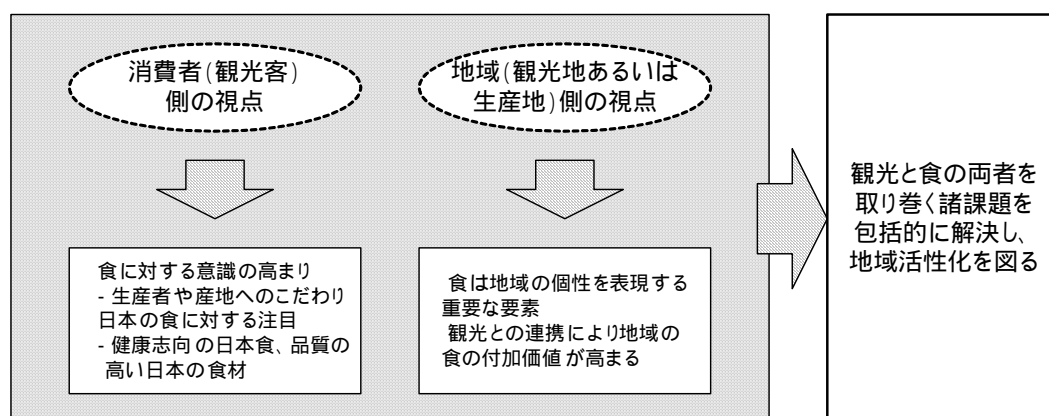 消費者(観光客)
側の視点
地域(観光地あるいは
生産地)側の視点
食に対する意識の高まり
- 生産者や産地へのこだわり
日本の食に対する注目
- 健康志向の日本食、品質の
高い日本の食材
食は地域の個性を表現する
重要な要素
観光との連携により地域の
食の付加価値が高まる
観光と食の両者を
取り巻く諸課題を
包括的に解決し、
地域活性化を図る